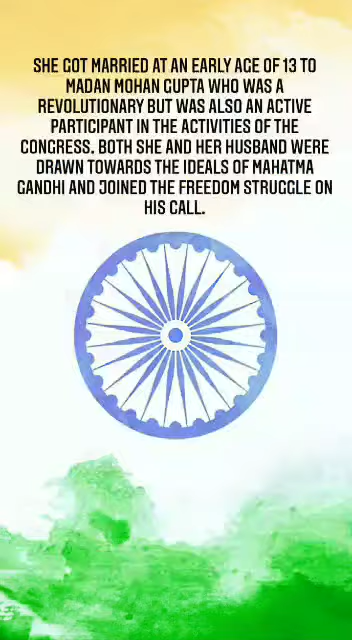 SHE GOT MARRIED AT AN EARLY AGE OF 13 TO
MADAN MOHAN GUPTA WHO WAS A
REVOLUTIONARY BUT WAS ALSO AN ACTIVE
PARTICIPANT IN THE ACTIVITIES OF THE
CONGRESS. BOTH SHE AND HER HUSBAND WERE
DRAWN TOWARDS THE IDEALS OF MAHATMA
GANDHI AND JOINED THE FREEDOM STRUGGLE ON
HIS CALL.